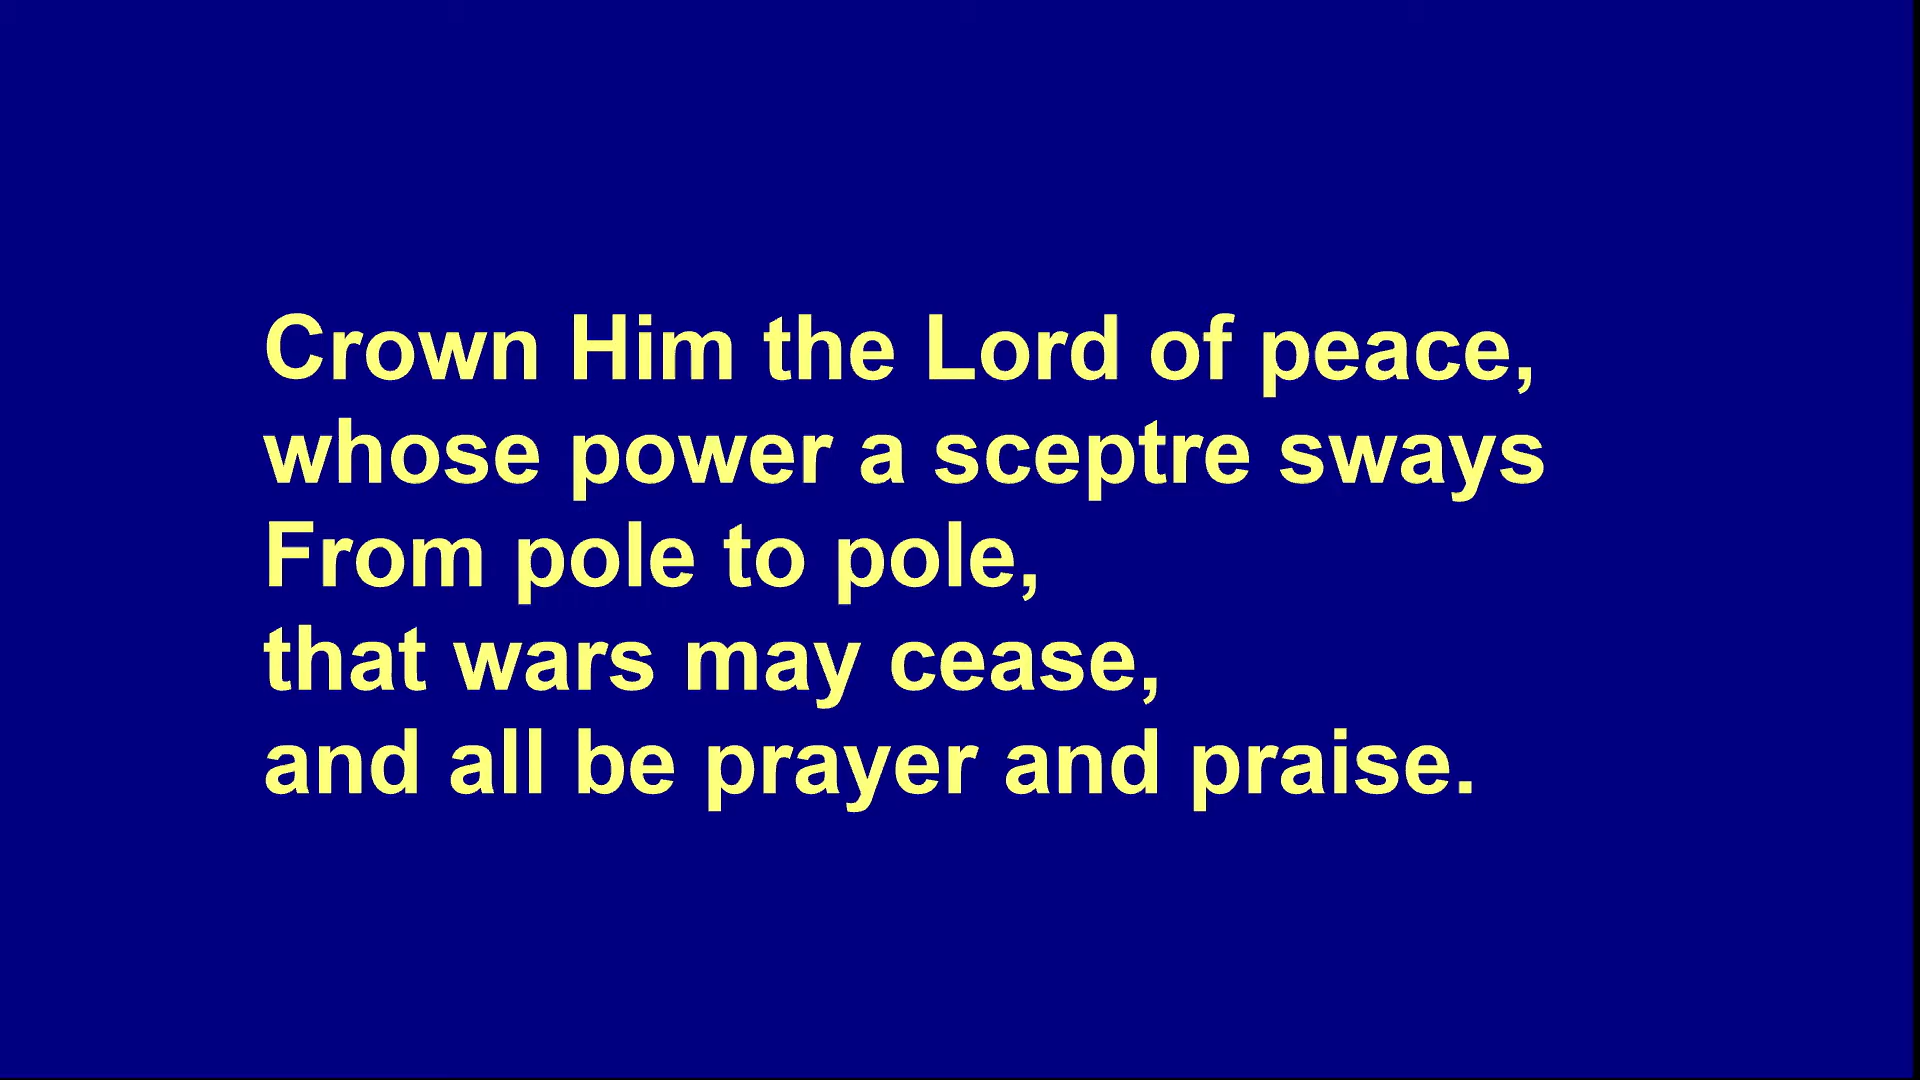 Crown Him the Lord of peace,
whose power a sceptre sways
From pole to pole,
that wars may cease,
and all be prayer and praise.